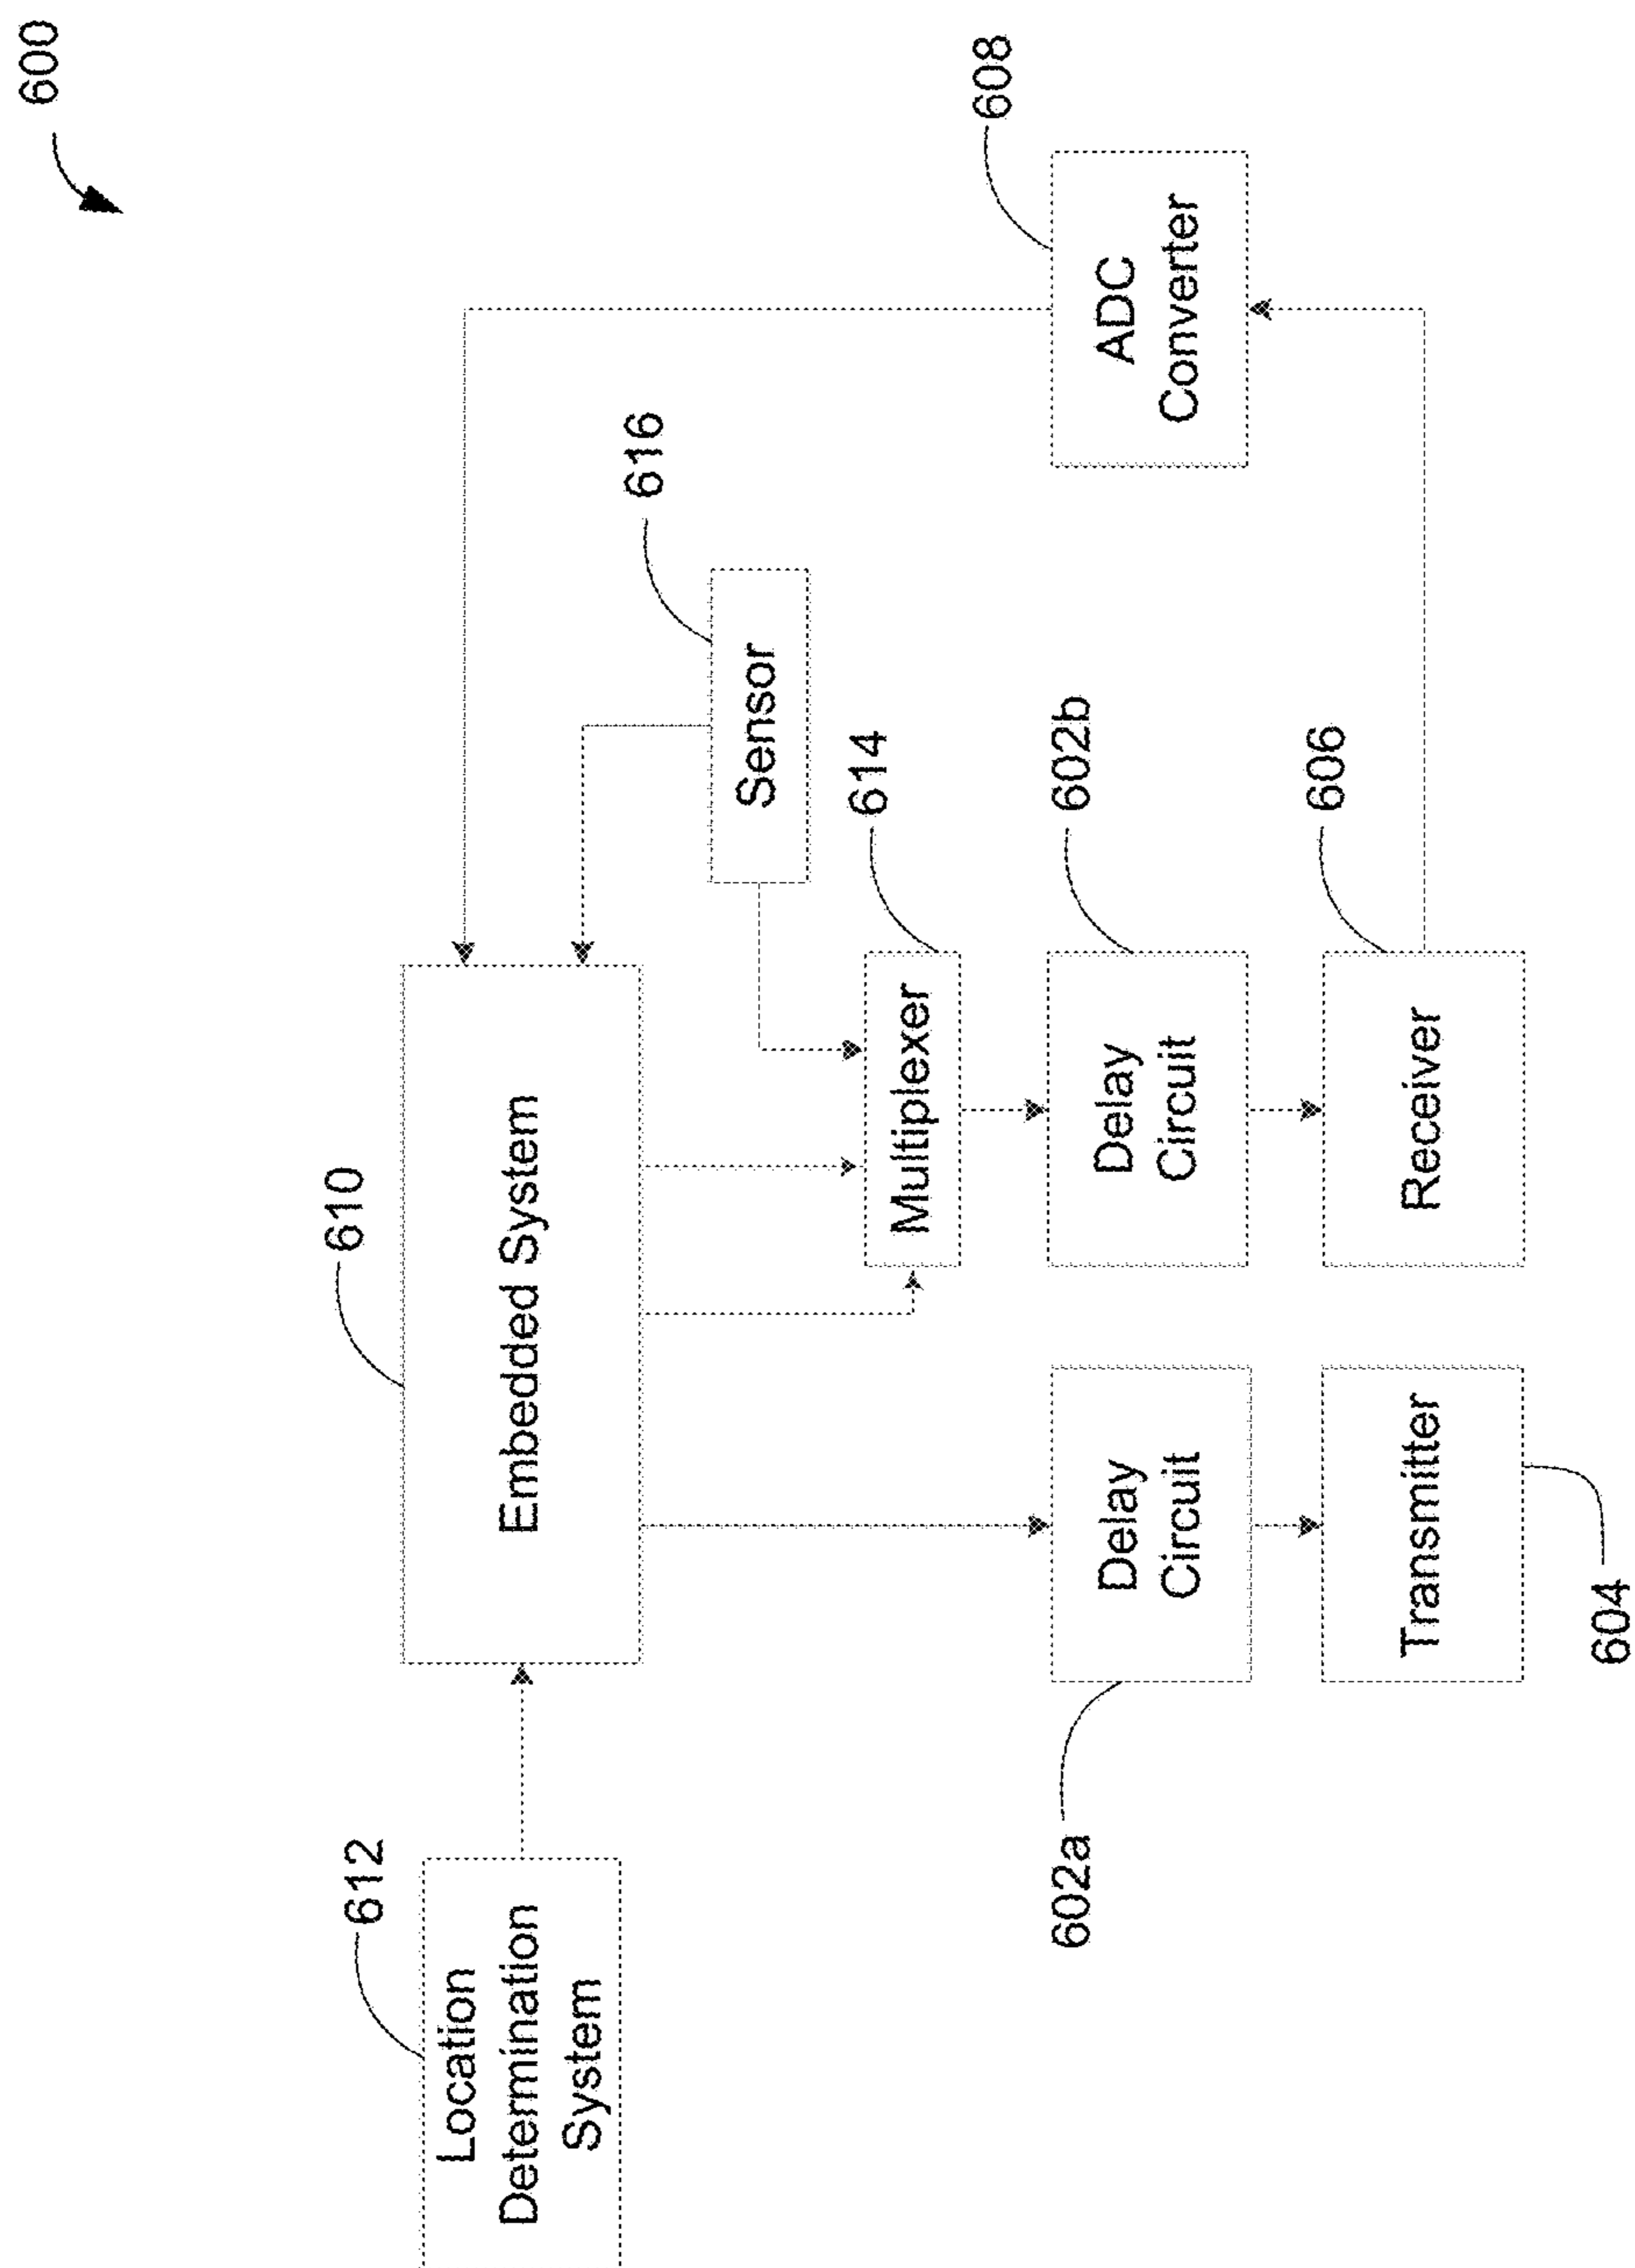 600
612
Location
Determination
System
610
Embedded System
616
Sensor
614
Multiplexer
608
ADC
Converter
602a
Delay
Circuit
602b
Delay
Circuit
604
Transmitter
606
Receiver